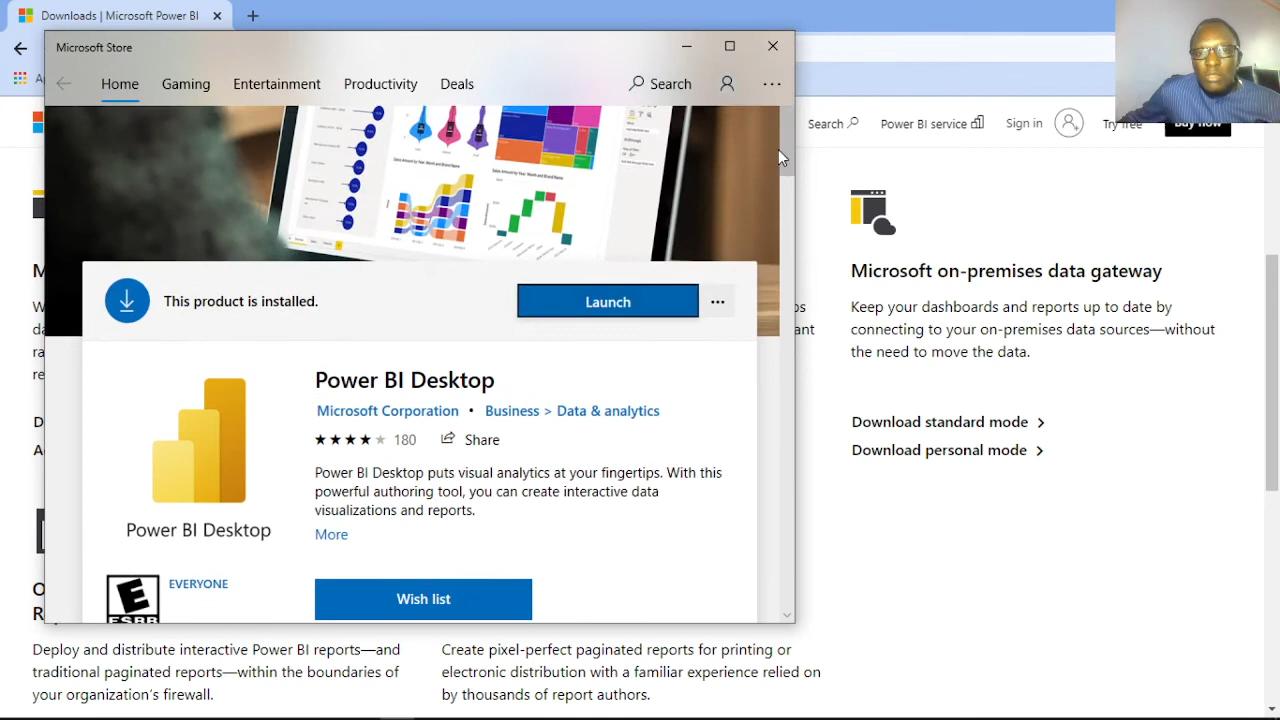 Downloads | Microsoft Power BI
Microsoft Store
Home Gaming Entertainment Productivity Deals Search
Search Power BI service Sign in Try free Buy now
This product is installed. Launch
Power BI Desktop
Microsoft Corporation • Business > Data & analytics
180 Share
Power BI Desktop puts visual analytics at your fingertips. With this
powerful authoring tool, you can create interactive data
visualizations and reports.
More
Power BI Desktop
E EVERYONE
ESRB
Wish list
Microsoft on-premises data gateway
Keep your dashboards and reports up to date by
connecting to your on-premises data sources—without
the need to move the data.
Download standard mode
Download personal mode
Deploy and distribute interactive Power BI reports—and
traditional paginated reports—within the boundaries of
your organization’s firewall.
Create pixel-perfect paginated reports for printing or
electronic distribution with a familiar experience relied on
by thousands of report authors.